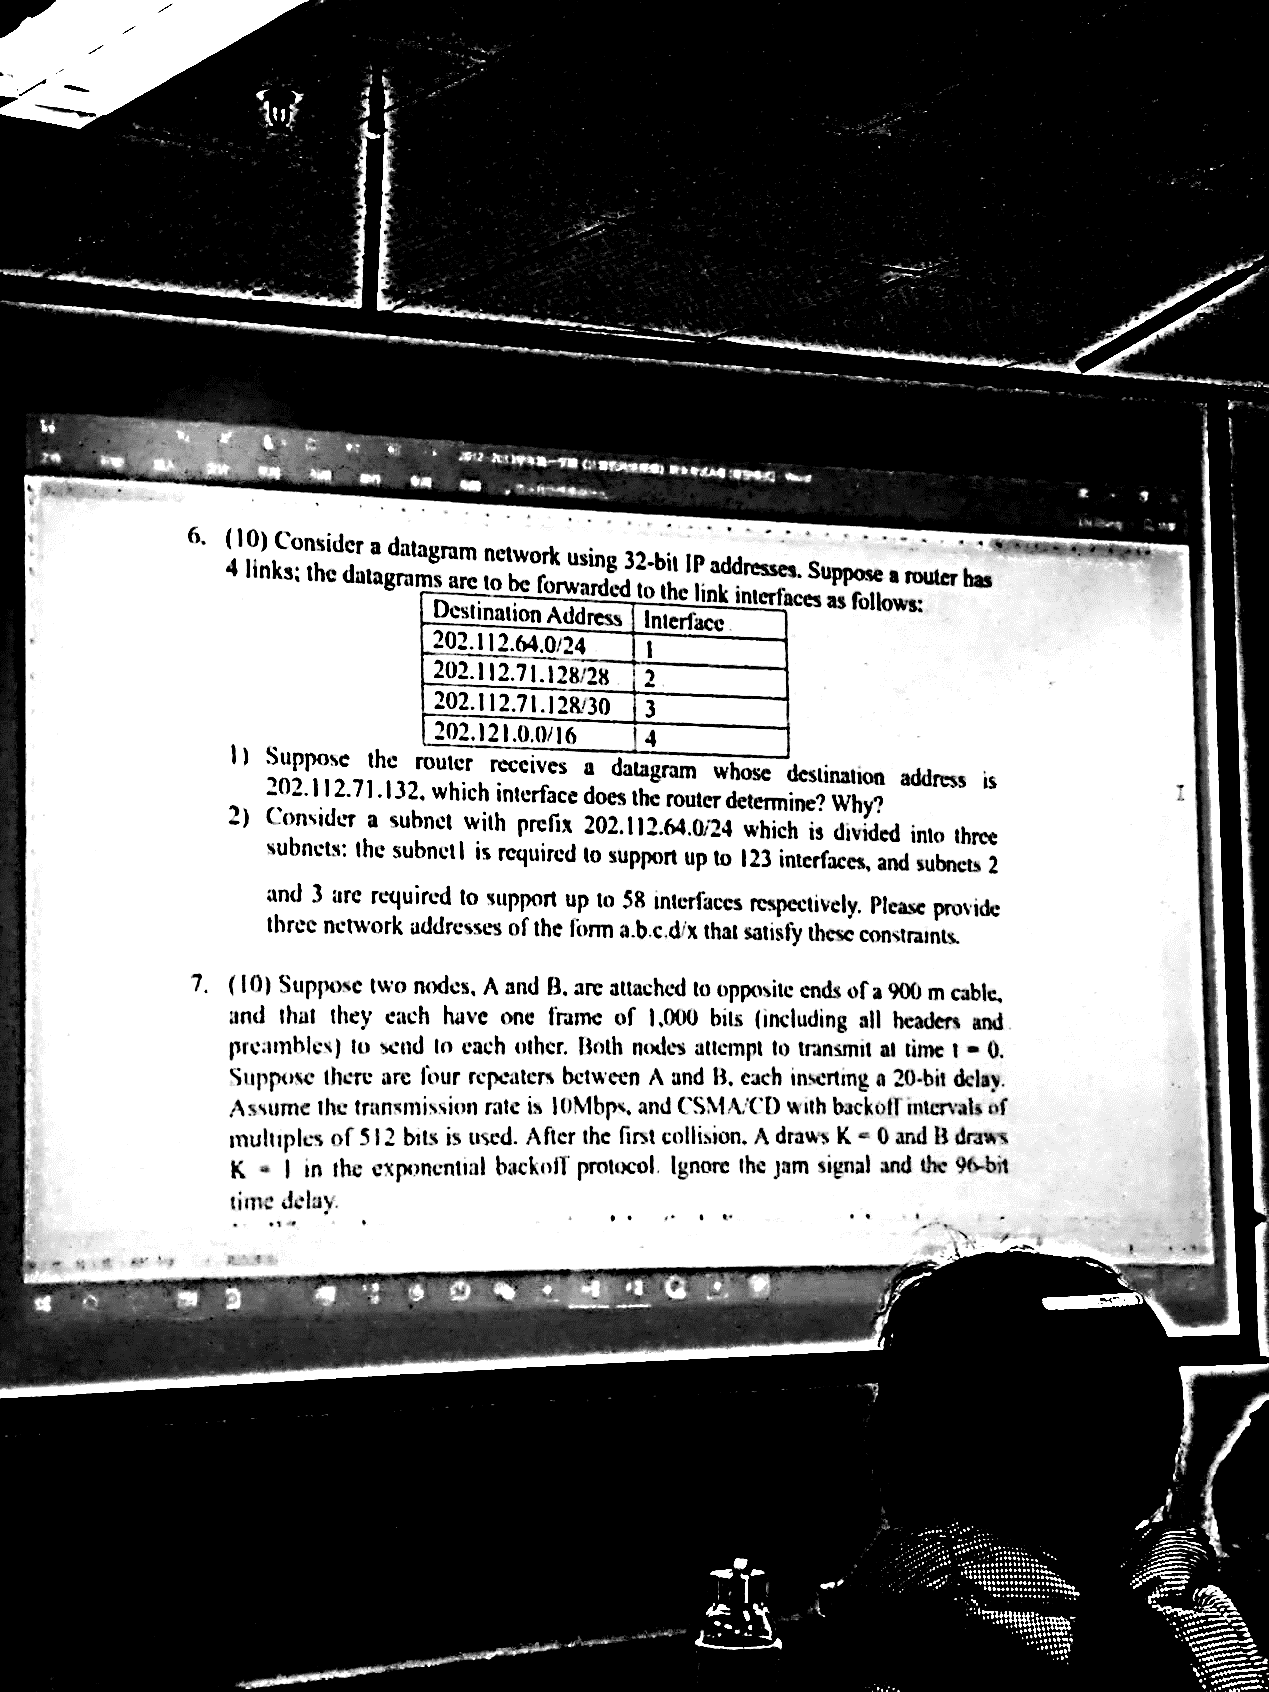 6. (10) Consider a datagram network using 32-bit IP addresses. Suppose a router has
4 links; the datagrams are to be forwarded to the link interfaces as follows:
Destination Address Interface
202.112.64.0/24 1
202.112.71.128/28 2
202.112.71.128/30 3
202.121.0.0/16 4
1) Suppose the router receives a datagram whose destination address is
202.112.71.132, which interface does the router determine? Why?
2) Consider a subnet with prefix 202.112.64.0/24 which is divided into three
subnets: the subnet1 is required to support up to 123 interfaces, and subnets 2
and 3 are required to support up to 58 interfaces respectively. Please provide
three network addresses of the form a.b.c.d/x that satisfy these constraints.
7. (10) Suppose two nodes, A and B, are attached to opposite ends of a 900 m cable,
and that they each have one frame of 1,000 bits (including all headers and
preambles) to send to each other. Both nodes attempt to transmit at time t = 0.
Suppose there are four repeaters between A and B, each inserting a 20-bit delay.
Assume the transmission rate is 10Mbps, and CSMA/CD with backoff intervals of
multiples of 512 bits is used. After the first collision, A draws K = 0 and B draws
K = 1 in the exponential backoff protocol. Ignore the jam signal and the 96-bit
time delay.